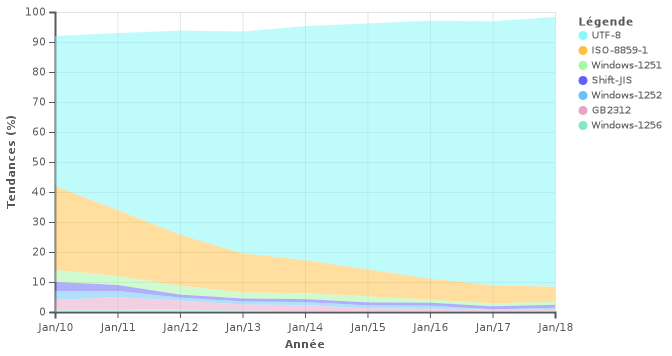 100
90
80
70
60
50
40
30
20
10
0
Tendances (%)
Jan/10 Jan/11 Jan/12 Jan/13 Jan/14 Jan/15 Jan/16 Jan/17 Jan/18
Année
Légende
UTF-8
ISO-8859-1
Windows-1251
Shift-JIS
Windows-1252
GB2312
Windows-1256